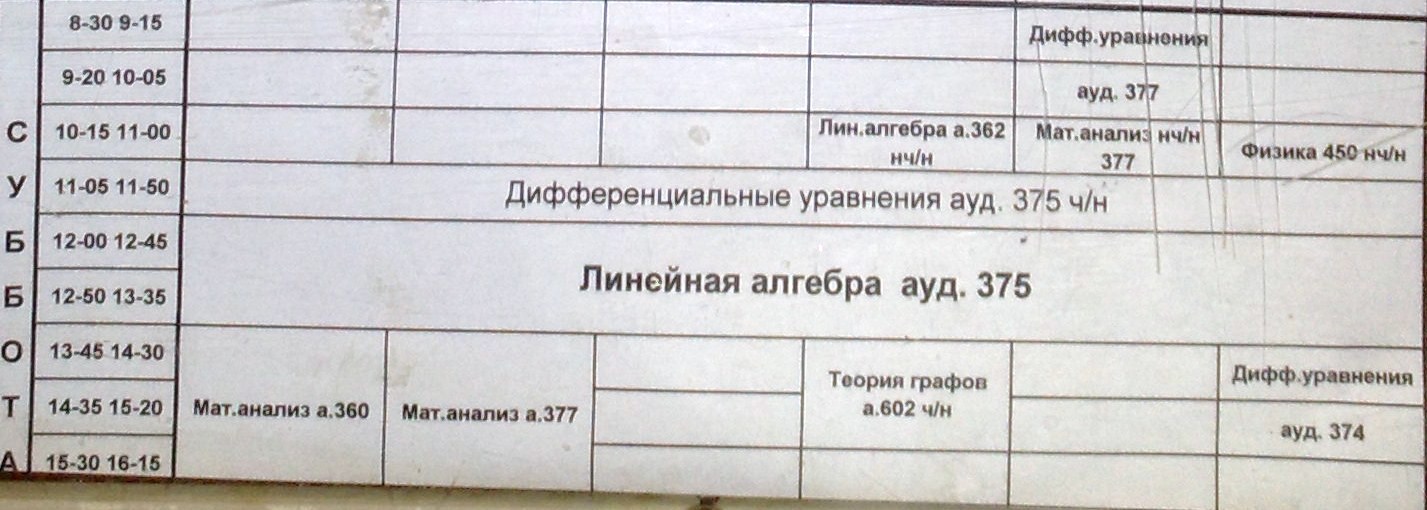 8-30 9-15
Дифф.уравнения
9-20 10-05
ауд. 377
С
10-15 11-00
Лин.алгебра а.362
нч/н
Мат.анализ нч/н
377
Физика 450 нч/н
У
11-05 11-50
Дифференциальные уравнения ауд. 375 ч/н
Б
12-00 12-45
Линейная алгебра ауд. 375
Б
12-50 13-35
О
13-45 14-30
Т
14-35 15-20
Мат.анализ а.360
Мат.анализ а.377
Теория графов
а.602 ч/н
Дифф.уравнения
ауд. 374
А
15-30 16-15